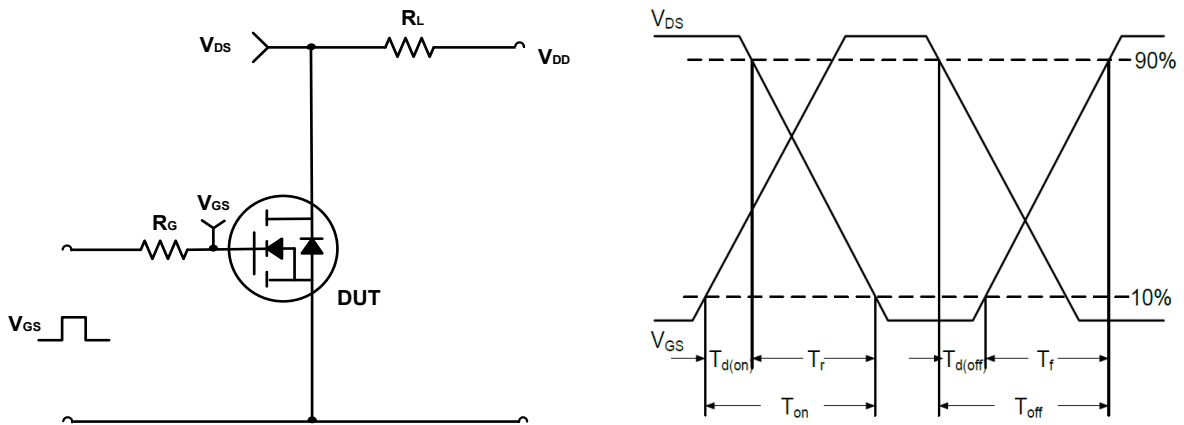 RL
VDS
VDD
VGS
RG
DUT
VGS
VDS
90%
10%
VGS
Td(on)
Tr
Td(off)
Tf
Ton
Toff